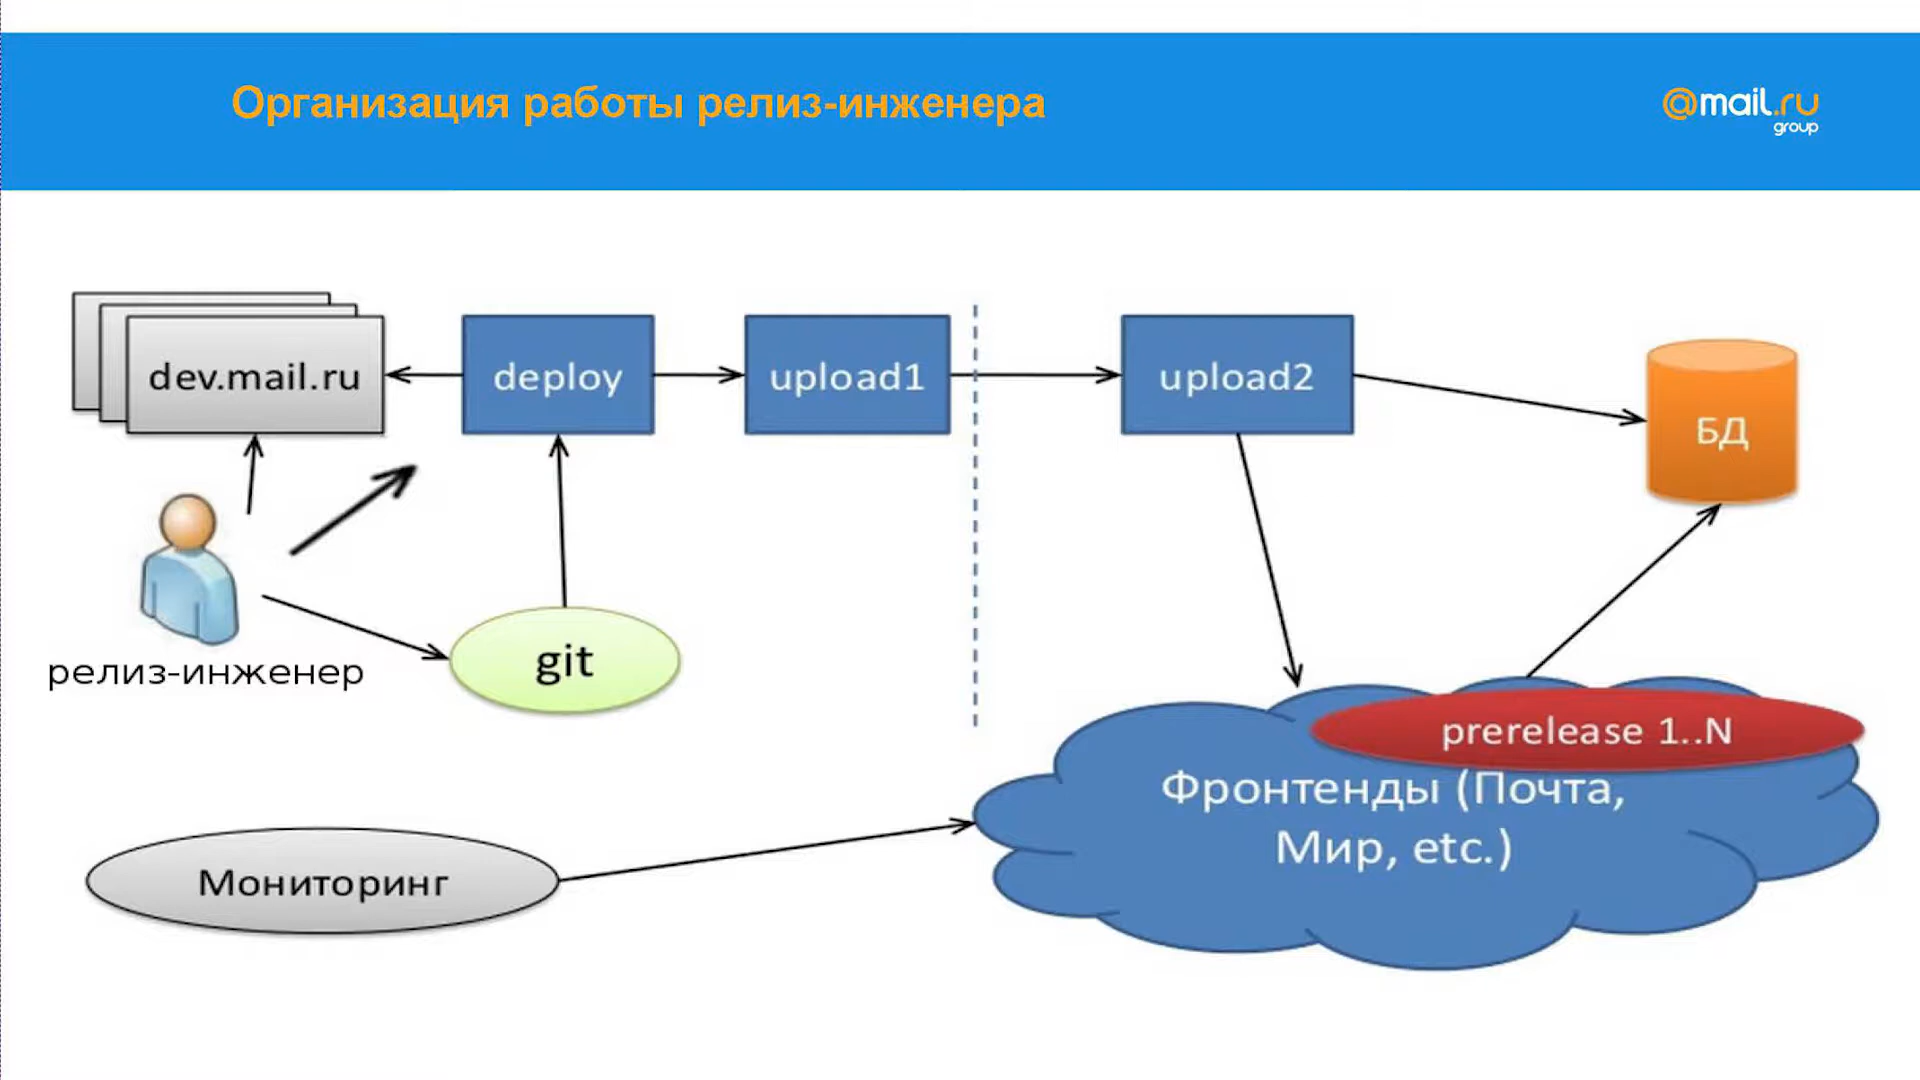 Организация работы релиз-инженера
@mail.ru
group
dev.mail.ru
deploy
upload1
upload2
БД
релиз-инженер
git
prerelease 1..N
Фронтенды (Почта,
Мир, etc.)
Мониторинг